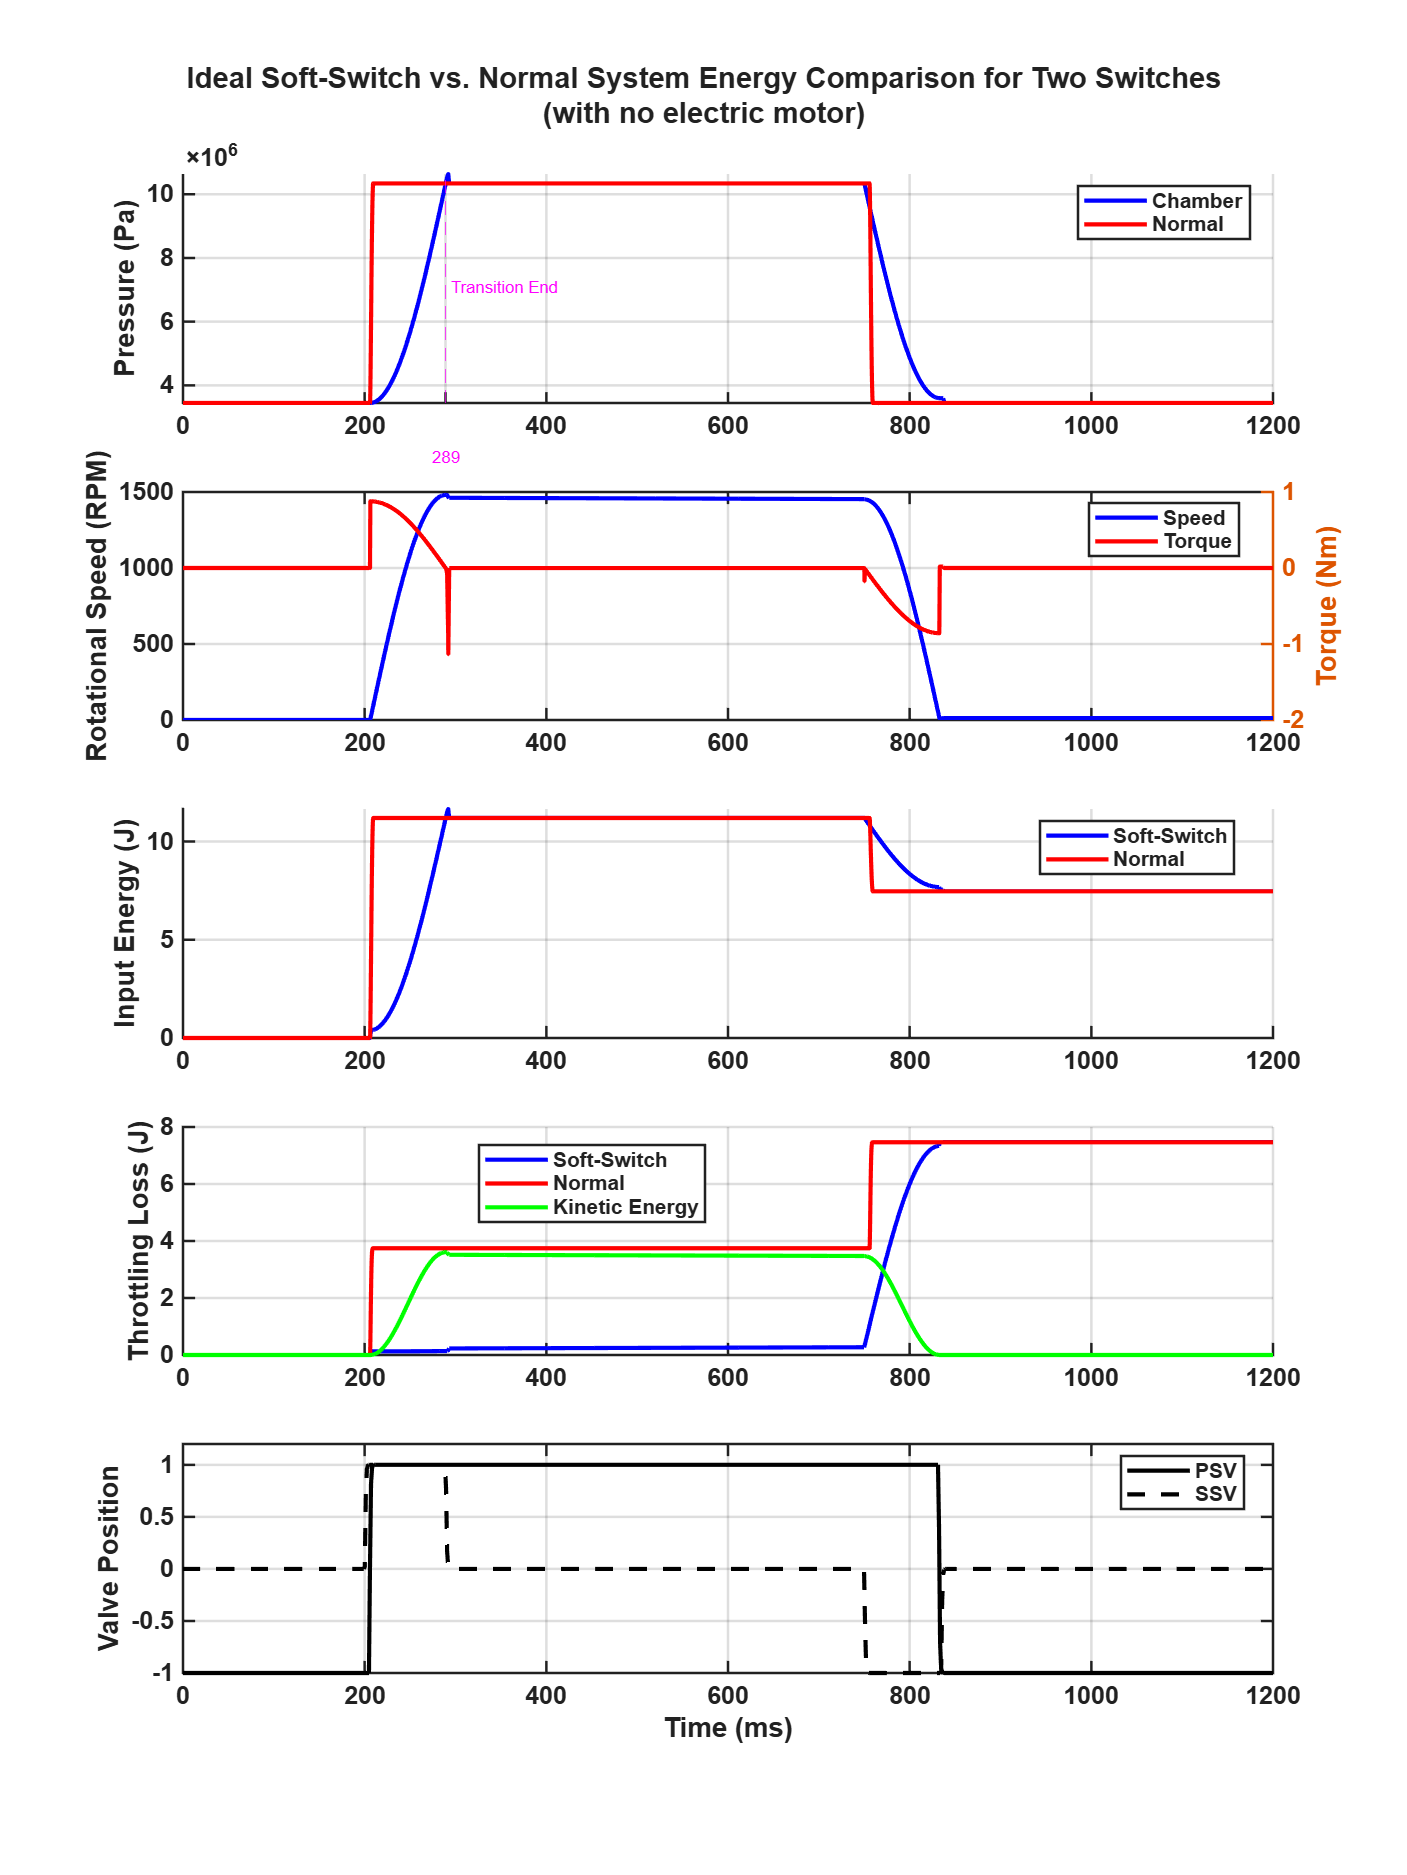 Ideal Soft-Switch vs. Normal System Energy Comparison for Two Switches
(with no electric motor)
×10^6
Pressure (Pa)
10
8
6
4
Chamber
Normal
Transition End
0 200 400 600 800 1000 1200
289
Rotational Speed (RPM)
1500
1000
500
0
Speed
Torque
1
0
-1
-2
Torque (Nm)
0 200 400 600 800 1000 1200
Input Energy (J)
10
5
0
Soft-Switch
Normal
0 200 400 600 800 1000 1200
Throttling Loss (J)
8
6
4
2
0
Soft-Switch
Normal
Kinetic Energy
0 200 400 600 800 1000 1200
Valve Position
1
0.5
0
-0.5
-1
PSV
SSV
0 200 400 600 800 1000 1200
Time (ms)